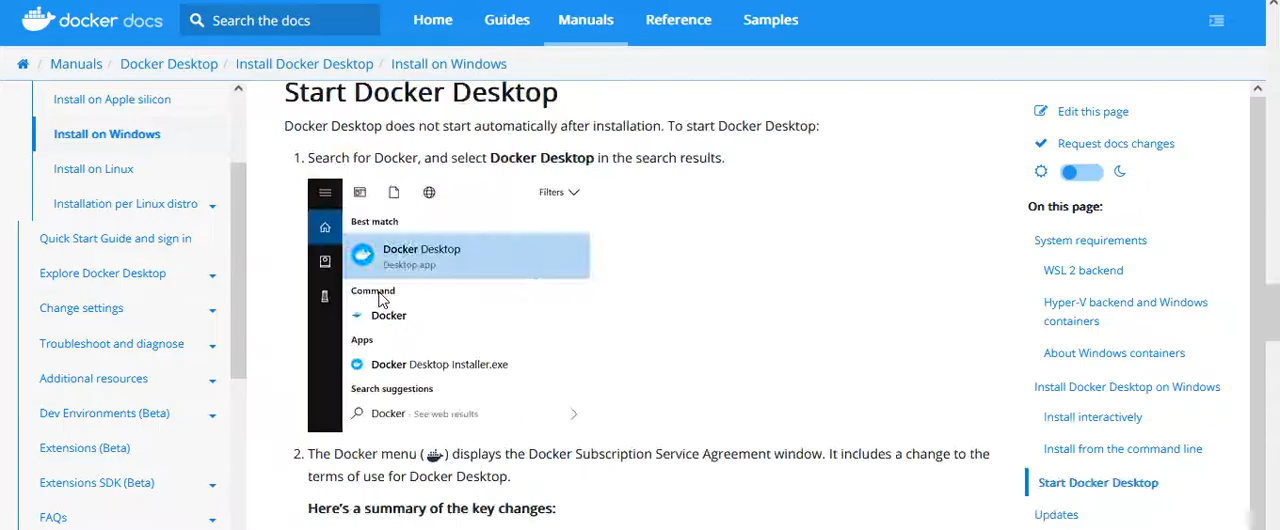 docker docs
Search the docs
Home
Guides
Manuals
Reference
Samples
/ Manuals / Docker Desktop / Install Docker Desktop / Install on Windows
Install on Apple silicon
Install on Windows
Install on Linux
Installation per Linux distro
Quick Start Guide and sign in
Explore Docker Desktop
Change settings
Troubleshoot and diagnose
Additional resources
Dev Environments (Beta)
Extensions (Beta)
Extensions SDK (Beta)
FAQs
Start Docker Desktop
Docker Desktop does not start automatically after installation. To start Docker Desktop:
1. Search for Docker, and select Docker Desktop in the search results.
Filters
Best match
Docker Desktop
Desktop app
Command
Docker
Apps
Docker Desktop Installer.exe
Search suggestions
Docker - See web results
2. The Docker menu ( ) displays the Docker Subscription Service Agreement window. It includes a change to the
terms of use for Docker Desktop.
Here's a summary of the key changes:
Edit this page
Request docs changes
On this page:
System requirements
WSL 2 backend
Hyper-V backend and Windows
containers
About Windows containers
Install Docker Desktop on Windows
Install interactively
Install from the command line
Start Docker Desktop
Updates